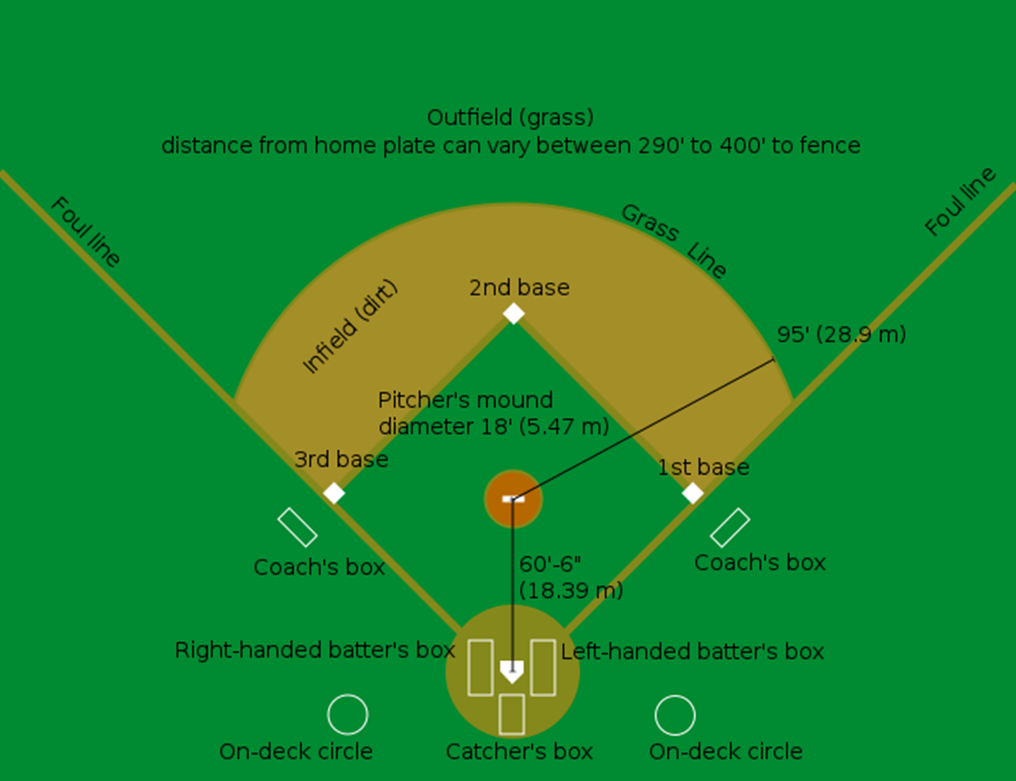 Outfield (grass)
distance from home plate can vary between 290' to 400' to fence
Foul line
Foul line
Grass Line
Infield (dirt)
2nd base
95' (28.9 m)
Pitcher's mound
diameter 18' (5.47 m)
3rd base
1st base
Coach's box
Coach's box
60'-6"
(18.39 m)
Right-handed batter's box
Left-handed batter's box
On-deck circle
Catcher's box
On-deck circle